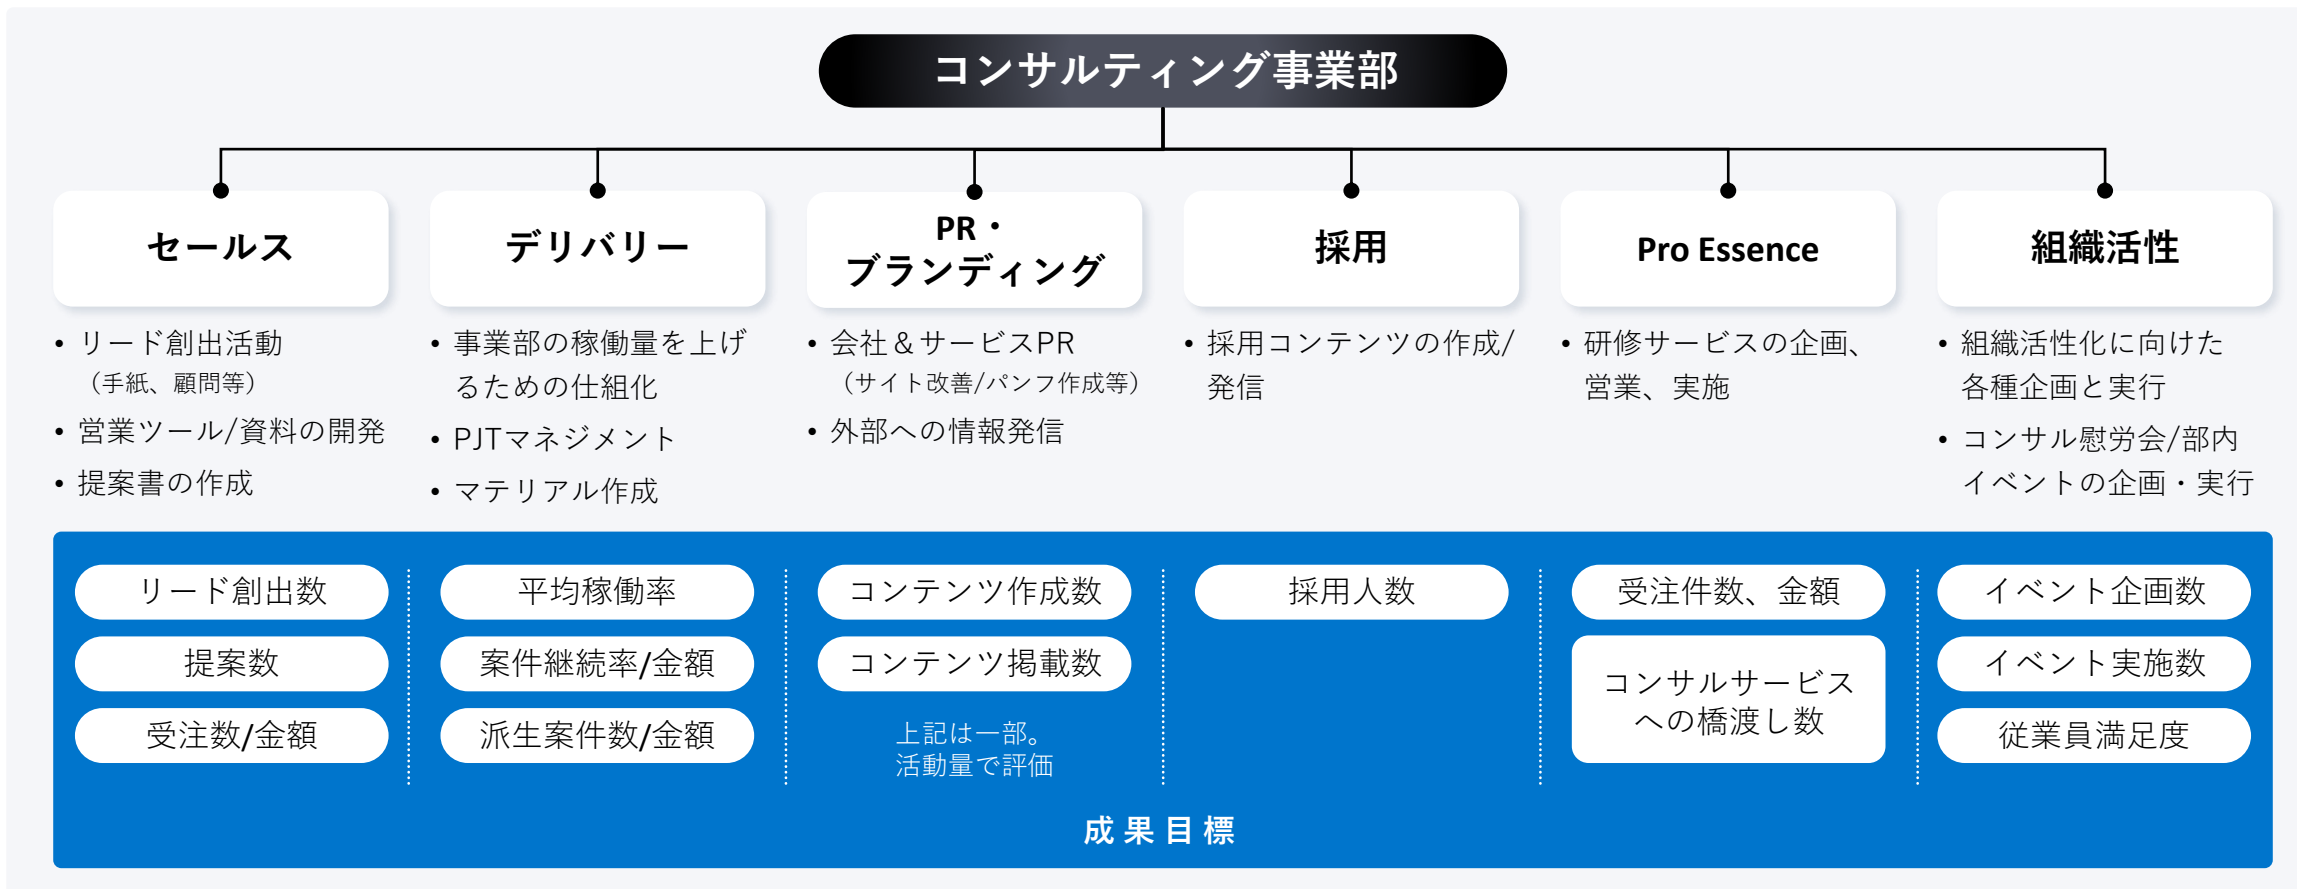 コンサルティング事業部
セールス
• リード創出活動
（手紙、顧問等）
• 営業ツール/資料の開発
• 提案書の作成
デリバリー
• 事業部の稼働量を上げ
るための仕組化
• PJTマネジメント
• マテリアル作成
PR・
ブランディング
• 会社＆サービスPR
（サイト改善/パンフ作成等）
• 外部への情報発信
採用
• 採用コンテンツの作成/
発信
Pro Essence
• 研修サービスの企画、
営業、実施
組織活性
• 組織活性化に向けた
各種企画と実行
• コンサル慰労会/部内
イベントの企画・実行
リード創出数
提案数
受注数/金額
平均稼働率
案件継続率/金額
派生案件数/金額
コンテンツ作成数
コンテンツ掲載数
上記は一部。
活動量で評価
採用人数
受注件数、金額
コンサルサービス
への橋渡し数
イベント企画数
イベント実施数
従業員満足度
成果目標